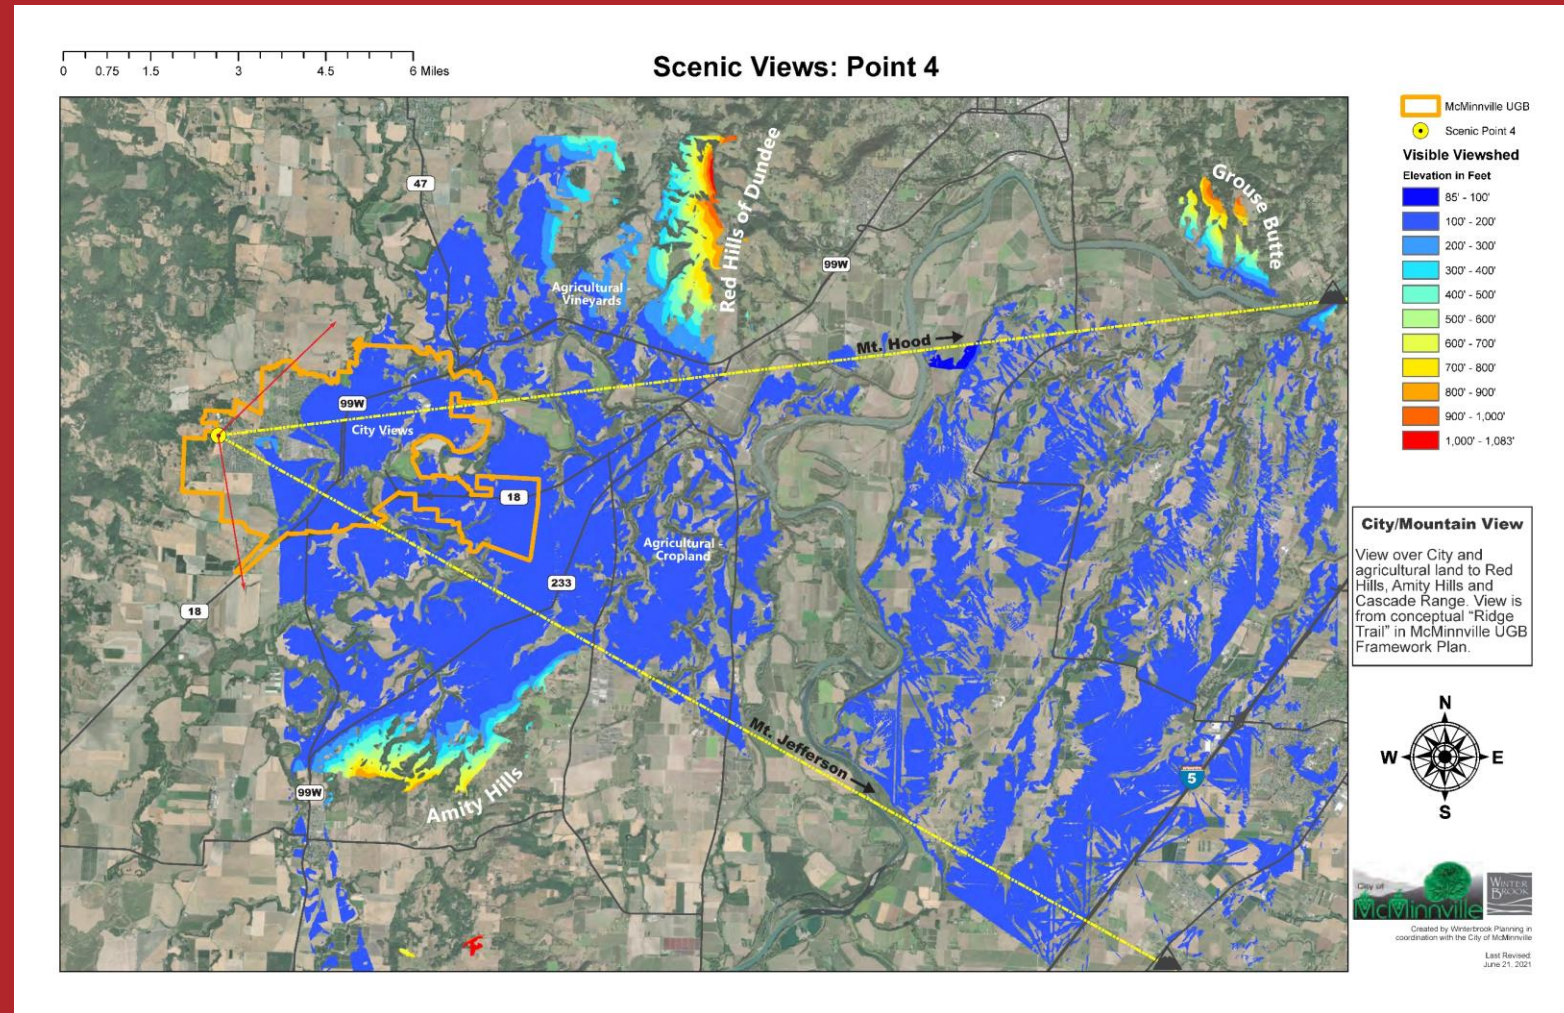 Scenic Views: Point 4
0 0.75 1.5 3 4.5 6 Miles
McMinnville UGB
Scenic Point 4
Visible Viewshed
Elevation in Feet
85' - 100'
100' - 200'
200' - 300'
300' - 400'
400' - 500'
500' - 600'
600' - 700'
700' - 800'
800' - 900'
900' - 1,000'
1,000' - 1,083'
47
Red Hills of Dundee
Grouse Butte
99W
Agricultural -
Vineyards
Mt. Hood
99W
City Views
18
Agricultural -
Cropland
233
18
Mt. Jefferson
5
99W
Amity Hills
City/Mountain View
View over City and
agricultural land to Red
Hills, Amity Hills and
Cascade Range. View is
from conceptual "Ridge
Trail" in McMinnville UGB
Framework Plan.
N
W E
S
City of
McMinnville
WINTER
BROOK
Created by Winterbrook Planning in
coordination with the City of McMinnville
Last Revised:
June 21, 2021